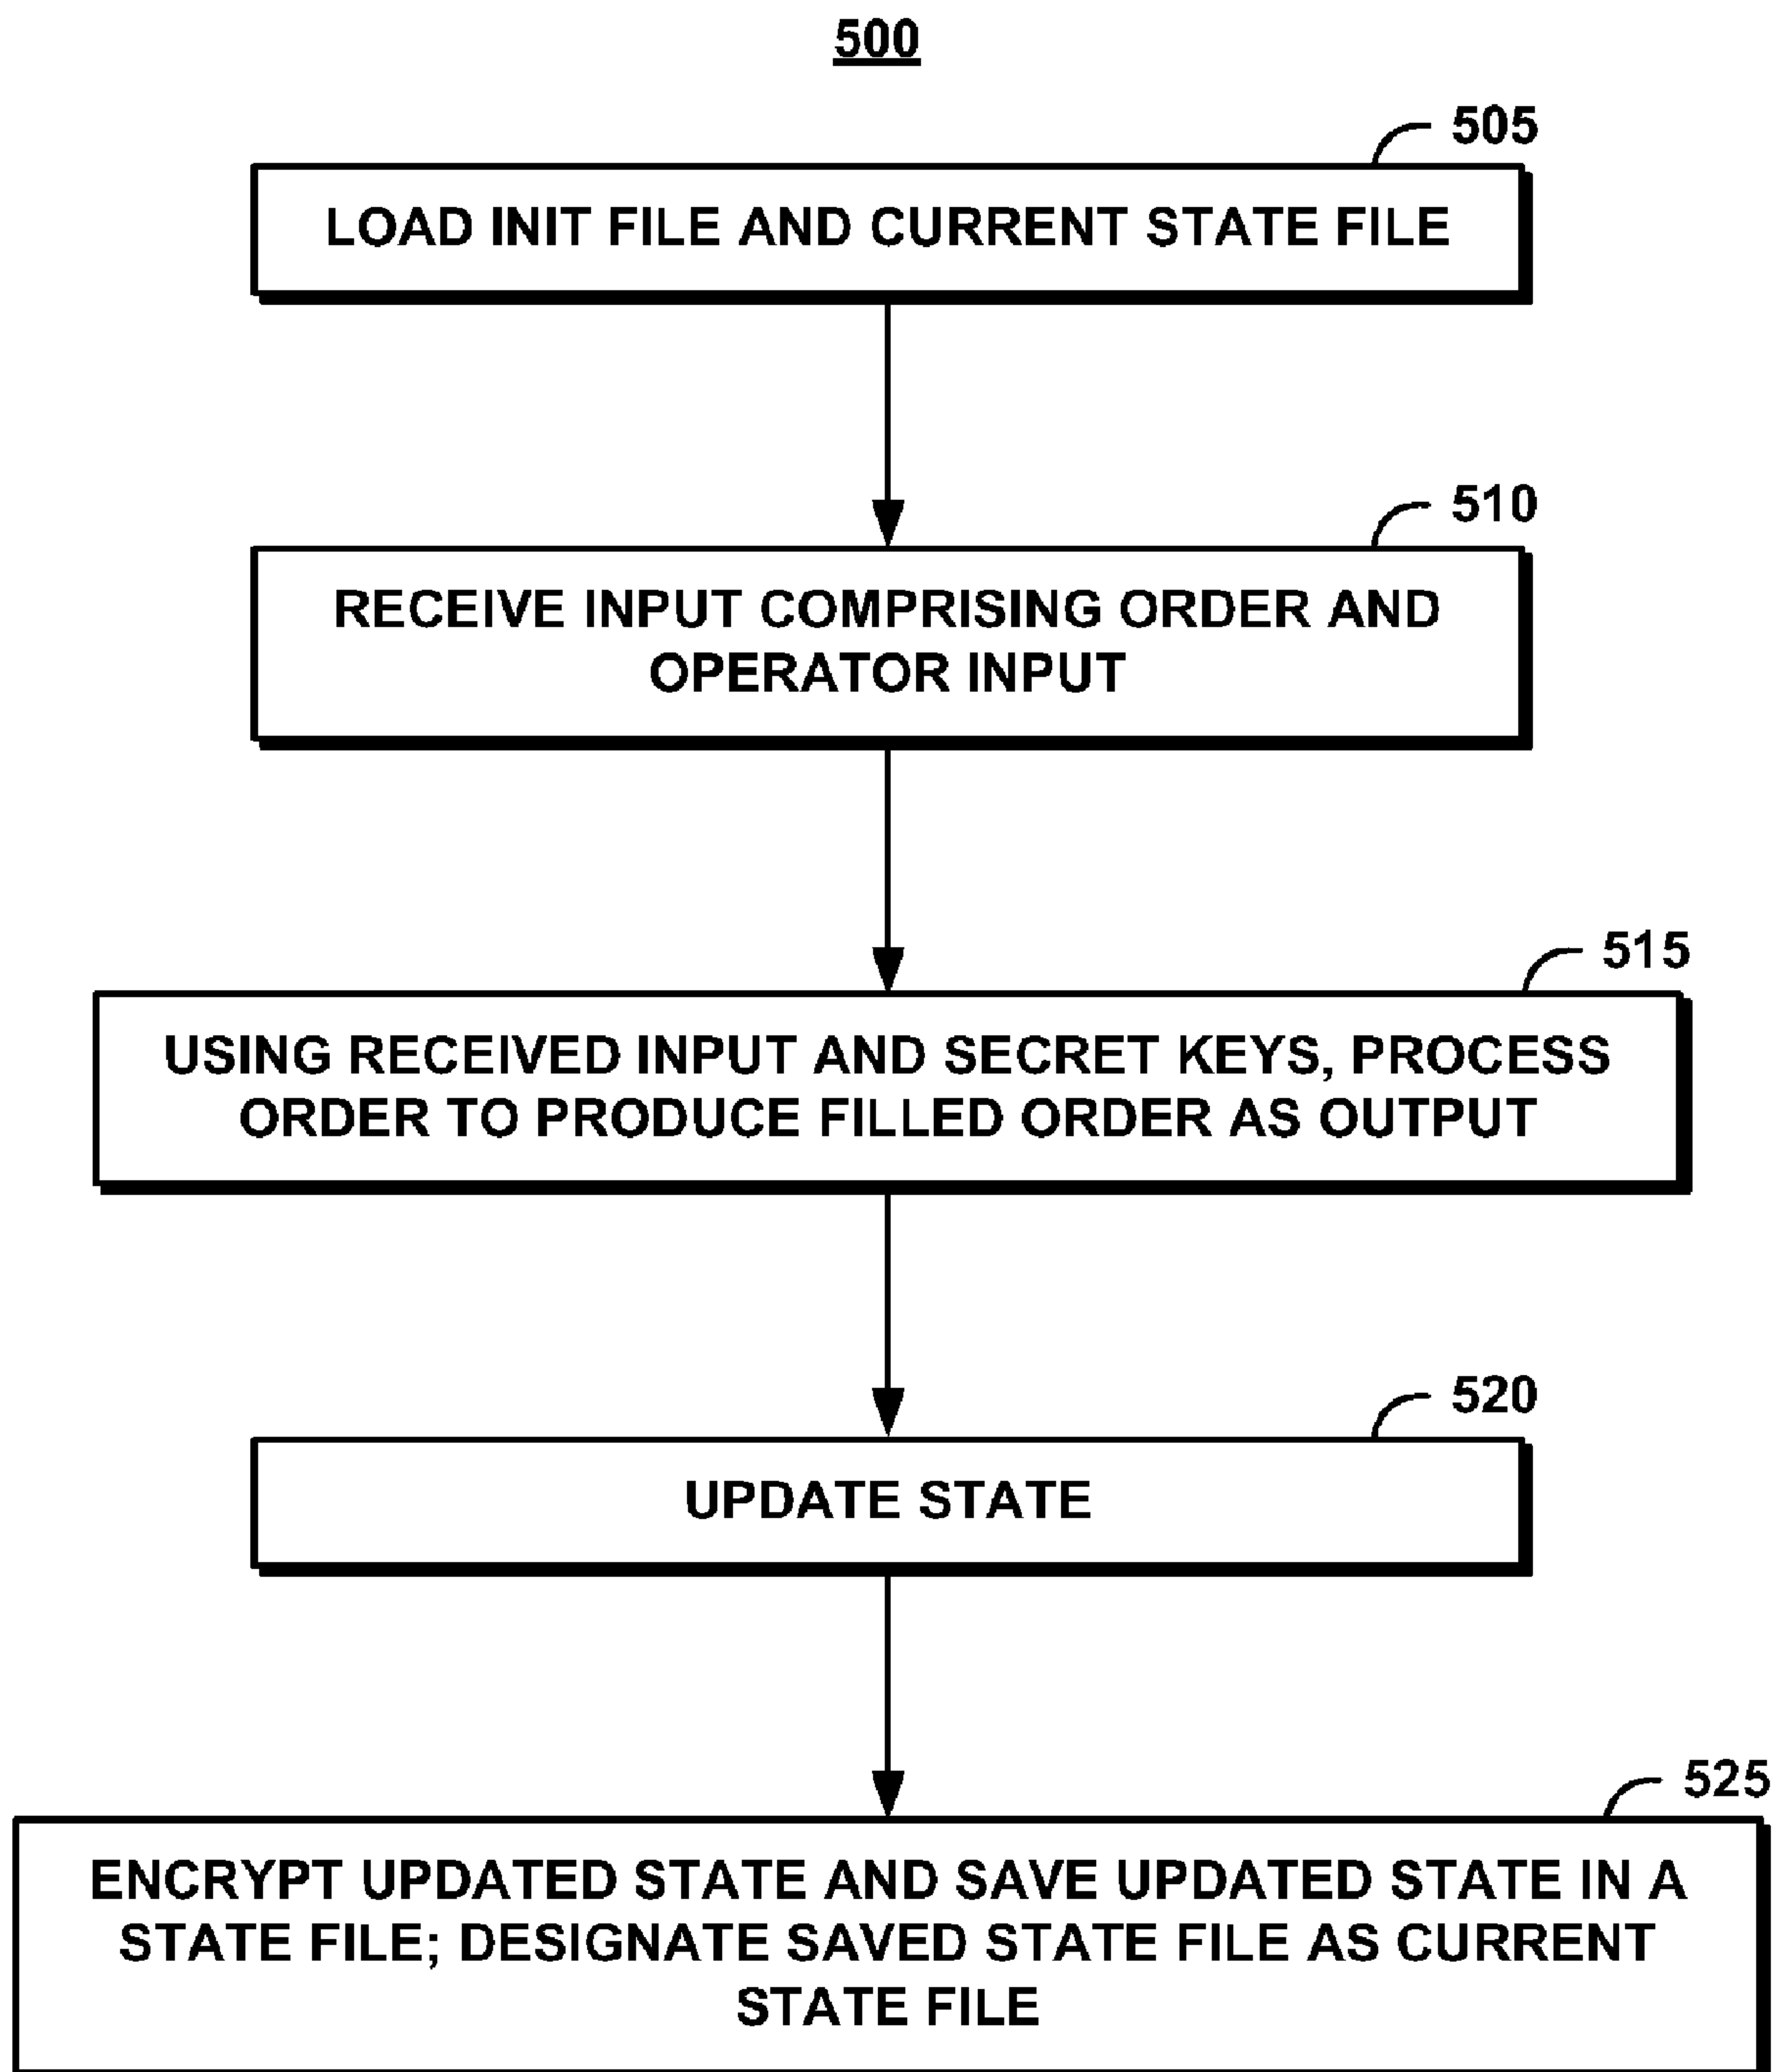 500
505
LOAD INIT FILE AND CURRENT STATE FILE
510
RECEIVE INPUT COMPRISING ORDER AND
OPERATOR INPUT
515
USING RECEIVED INPUT AND SECRET KEYS, PROCESS
ORDER TO PRODUCE FILLED ORDER AS OUTPUT
520
UPDATE STATE
525
ENCRYPT UPDATED STATE AND SAVE UPDATED STATE IN A
STATE FILE; DESIGNATE SAVED STATE FILE AS CURRENT
STATE FILE